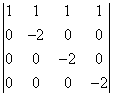 1 1 1 1
0 −2 0 0
0 0 −2 0
0 0 0 −2